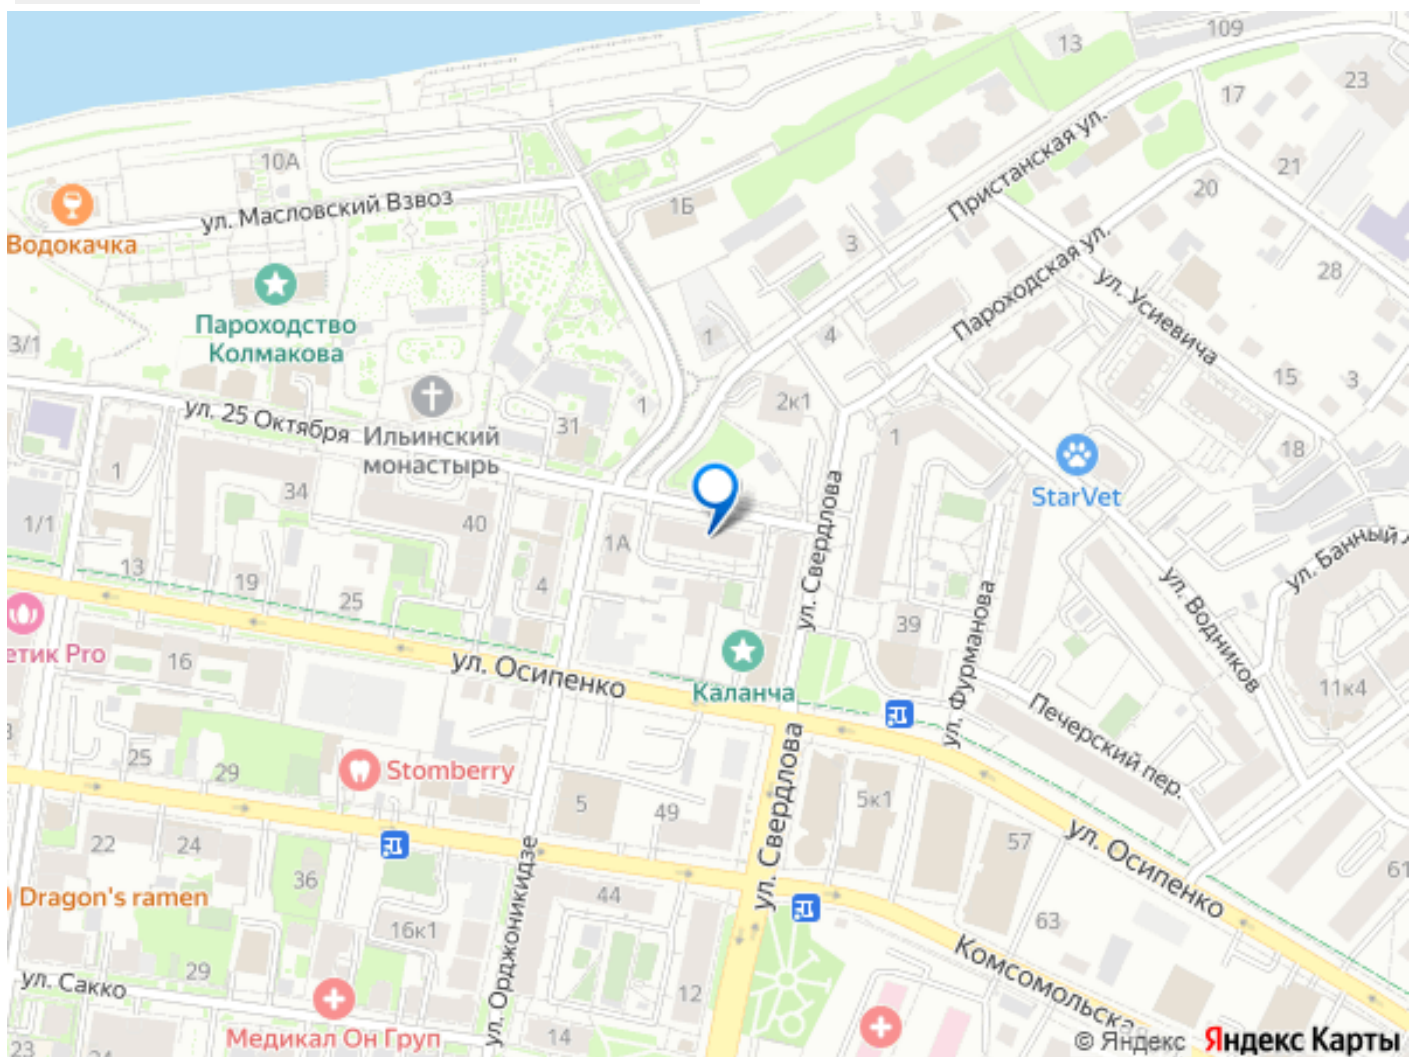 109
13
23
17
10А
ул. Масловский Взвоз
1Б
Пристанская ул.
21
20
Водокачка
3
Пароходская ул.
28
Пароходство
Колмакова
3/1
1
4
ул. Усиевича
15
3
ул. 25 Октября
Ильинский
монастырь
31
1
2к1
1
18
StarVet
1
34
40
1/1
1А
ул. Свердлова
ул. Банный
13
19
25
4
39
ул. Фурманова
ул. Водников
етик Pro
16
ул. Осипенко
Каланча
11к4
Печерский пер.
25
29
Stomberry
5
49
ул. Свердлова
5к1
57
ул. Осипенко
22
24
36
44
61
Dragon's ramen
16к1
63
ул. Орджоникидзе
Комсомольска
29
ул. Сакко
12
Медикал Он Груп
14
23
24
© Яндекс Яндекс Карты